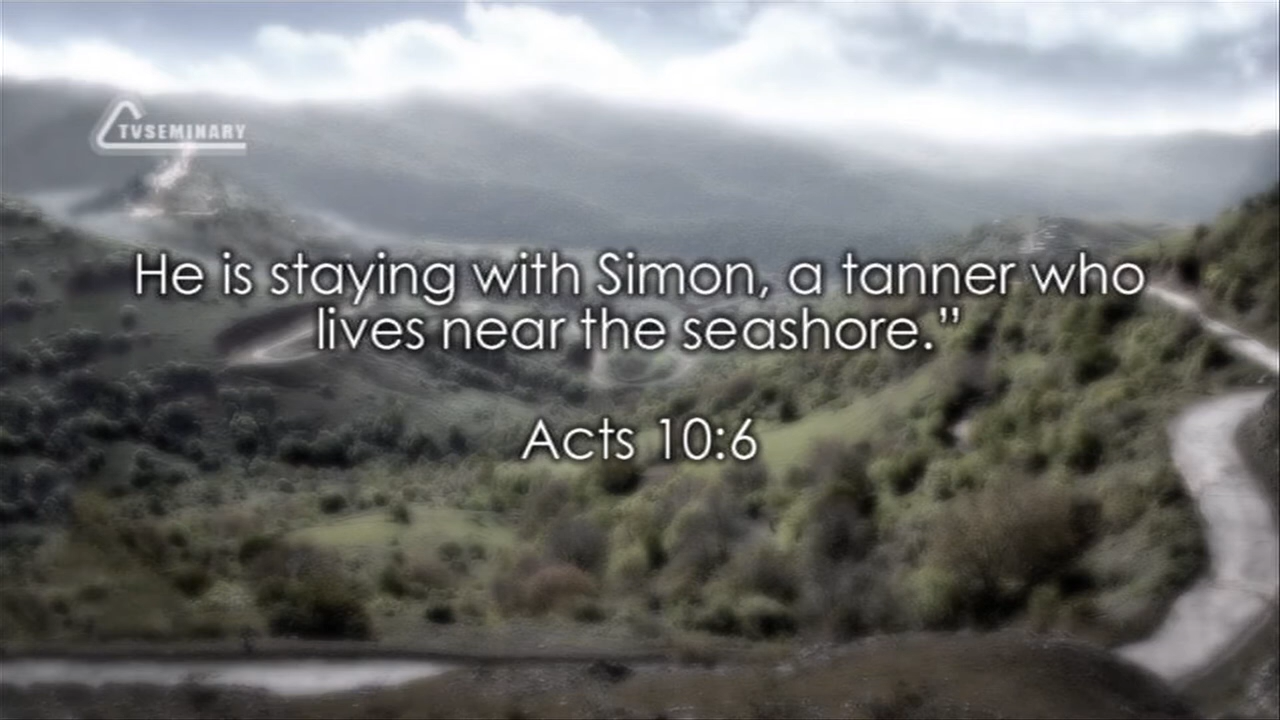 TVSEMINARY
He is staying with Simon, a tanner who
lives near the seashore.”
Acts 10:6